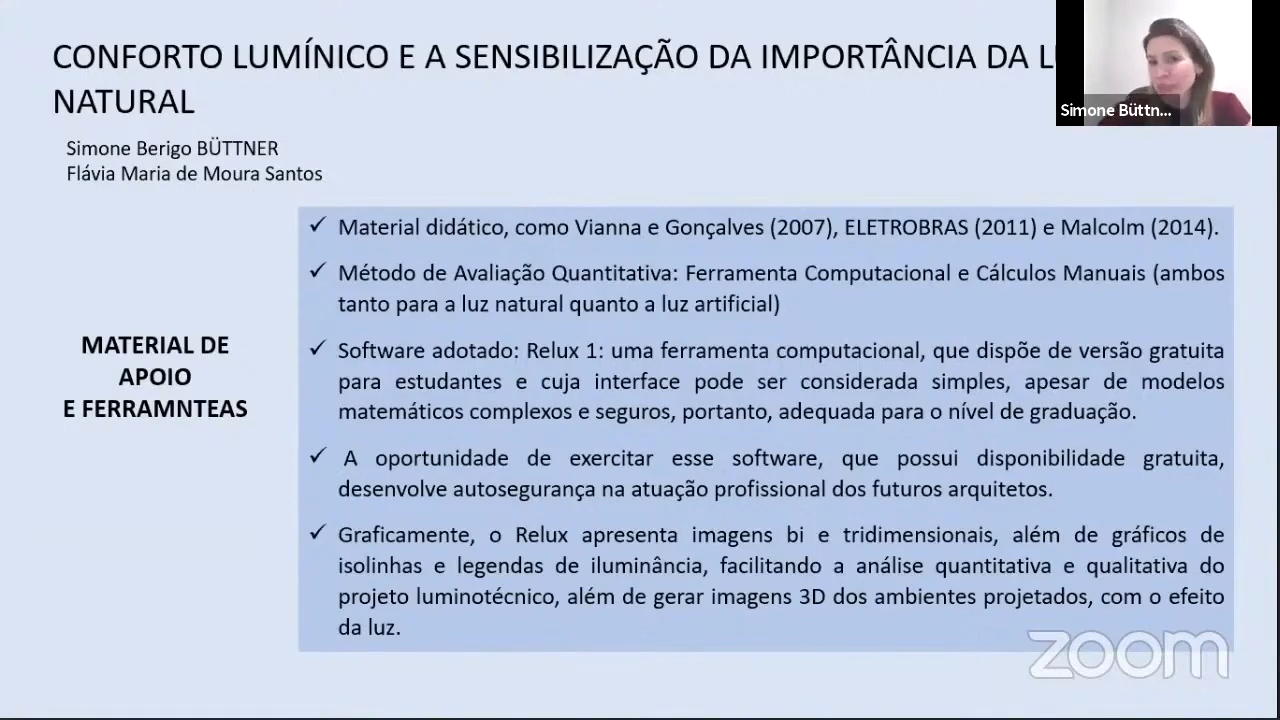 CONFORTO LUMÍNICO E A SENSIBILIZAÇÃO DA IMPORTÂNCIA DA
NATURAL
Simone Büttn...
Simone Berigo BÜTTNER
Flávia Maria de Moura Santos
MATERIAL DE
APOIO
E FERRAMNTEAS
✓ Material didático, como Vianna e Gonçalves (2007), ELETROBRAS (2011) e Malcolm (2014).
✓ Método de Avaliação Quantitativa: Ferramenta Computacional e Cálculos Manuais (ambos
tanto para a luz natural quanto a luz artificial)
✓ Software adotado: Relux 1: uma ferramenta computacional, que dispõe de versão gratuita
para estudantes e cuja interface pode ser considerada simples, apesar de modelos
matemáticos complexos e seguros, portanto, adequada para o nível de graduação.
✓ A oportunidade de exercitar esse software, que possui disponibilidade gratuita,
desenvolve autosegurança na atuação profissional dos futuros arquitetos.
✓ Graficamente, o Relux apresenta imagens bi e tridimensionais, além de gráficos de
isolinhas e legendas de iluminância, facilitando a análise quantitativa e qualitativa do
projeto luminotécnico, além de gerar imagens 3D dos ambientes projetados, com o efeito
da luz.
zoom